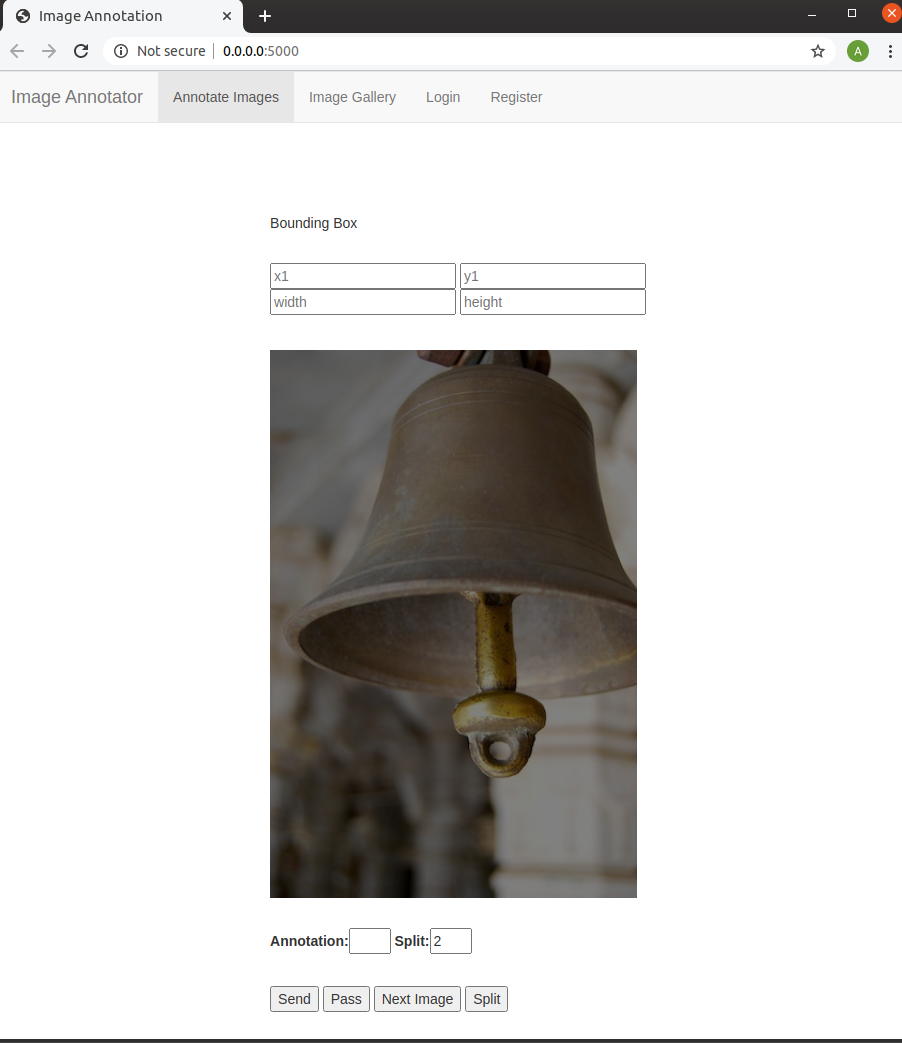 Image Annotation
Not secure | 0.0.0.0:5000
A
Image Annotator Annotate Images Image Gallery Login Register
Bounding Box
x1 y1
width height
Annotation: Split: 2
Send Pass Next Image Split